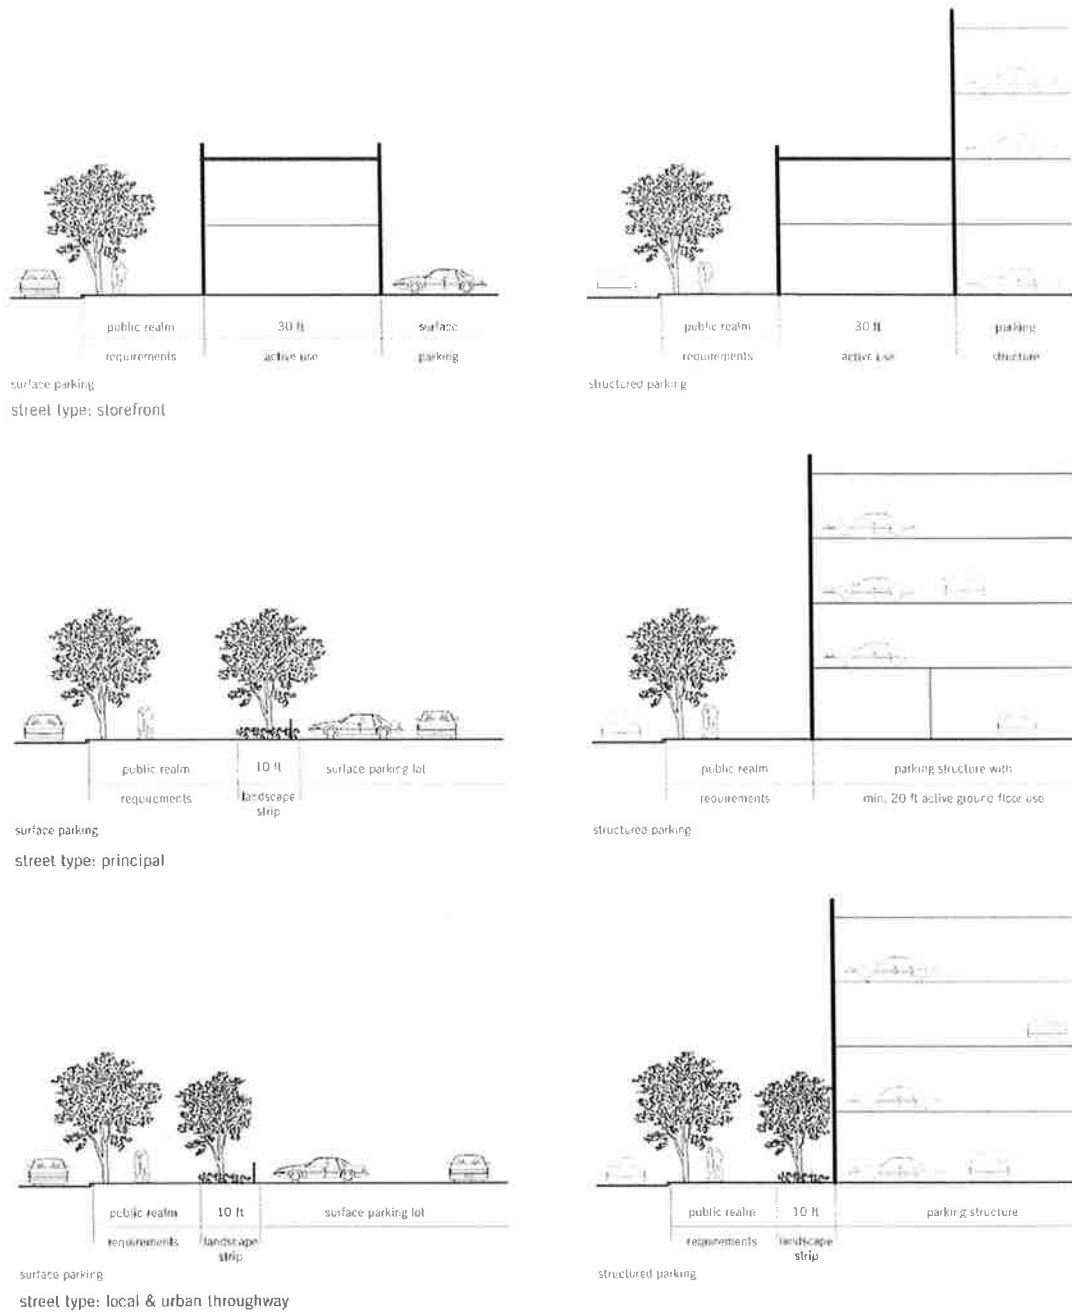 public realm 30 ft surface
requirements active use parking
surface parking
street type: storefront
public realm 30 ft parking
requirements active use structure
structured parking
public realm 10 ft surface parking lot
requirements landscape
strip
surface parking
street type: principal
public realm parking structure with
requirements min. 20 ft active ground floor use
structured parking
public realm 10 ft surface parking lot
requirements landscape
strip
surface parking
street type: local & urban throughway
public realm 10 ft parking structure
requirements landscape
strip
structured parking